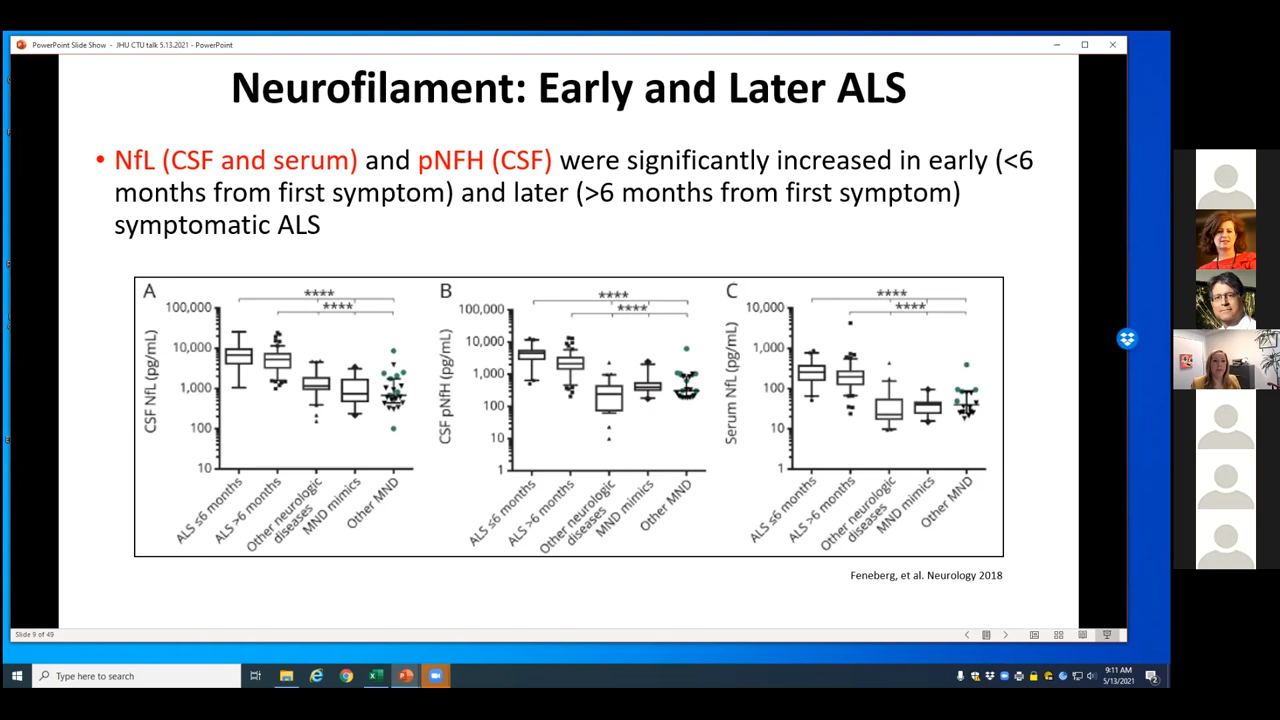 PowerPoint Slide Show - JHU CTU talk 5.13.2021 - PowerPoint
Neurofilament: Early and Later ALS
• NfL (CSF and serum) and pNFH (CSF) were significantly increased in early (<6
months from first symptom) and later (>6 months from first symptom)
symptomatic ALS
A
****
****
100,000
10,000
1,000
100
10
CSF NfL (pg/mL)
ALS ≤6 months
ALS >6 months
Other neurologic
diseases
MND mimics
Other MND
B
****
****
100,000
10,000
1,000
100
10
1
CSF pNfH (pg/mL)
ALS ≤6 months
ALS >6 months
Other neurologic
diseases
MND mimics
Other MND
C
****
****
10,000
1,000
100
10
1
Serum NfL (pg/mL)
ALS ≤6 months
ALS >6 months
Other neurologic
diseases
MND mimics
Other MND
Feneberg, et al. Neurology 2018
Slide 9 of 49
Type here to search
9:11 AM
5/13/2021
2